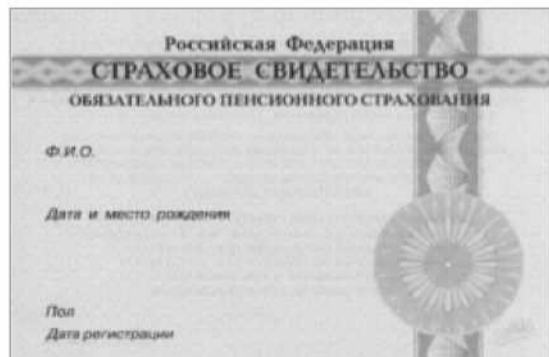 Российская Федерация
СТРАХОВОЕ СВИДЕТЕЛЬСТВО
ОБЯЗАТЕЛЬНОГО ПЕНСИОННОГО СТРАХОВАНИЯ
Ф.И.О.
Дата и место рождения
Пол
Дата регистрации